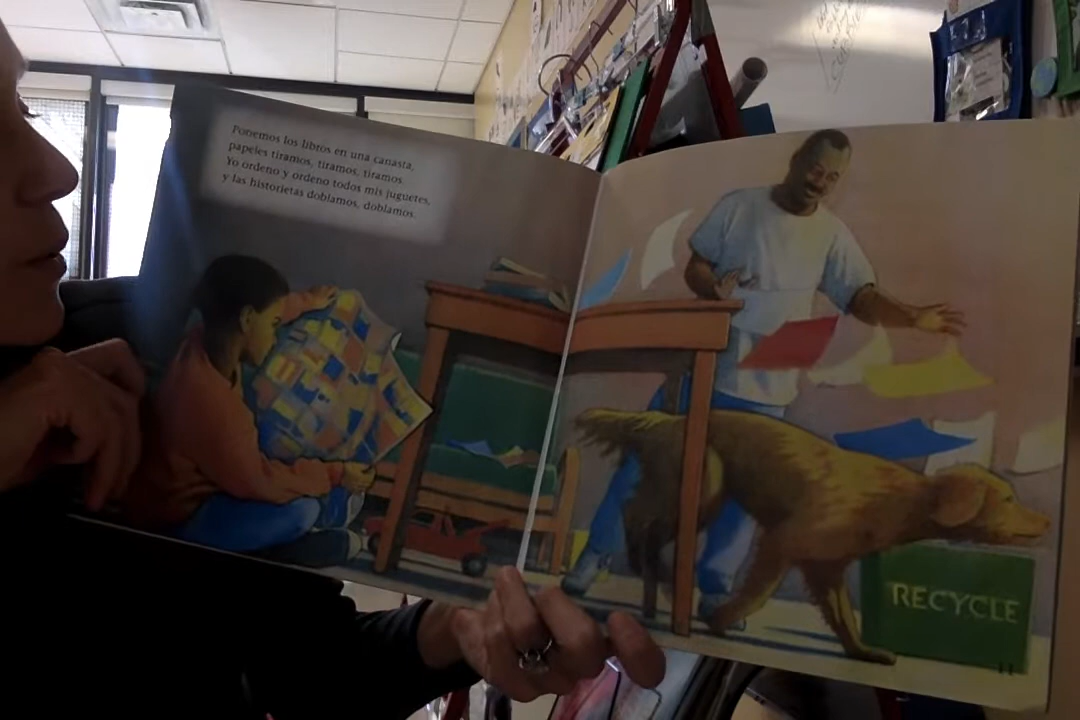 Ponemos los libros en una canasta,
papeles tiramos, tiramos, tiramos.
Yo ordeno y ordeno todos mis juguetes,
y las historietas doblamos, doblamos.
RECYCLE
11